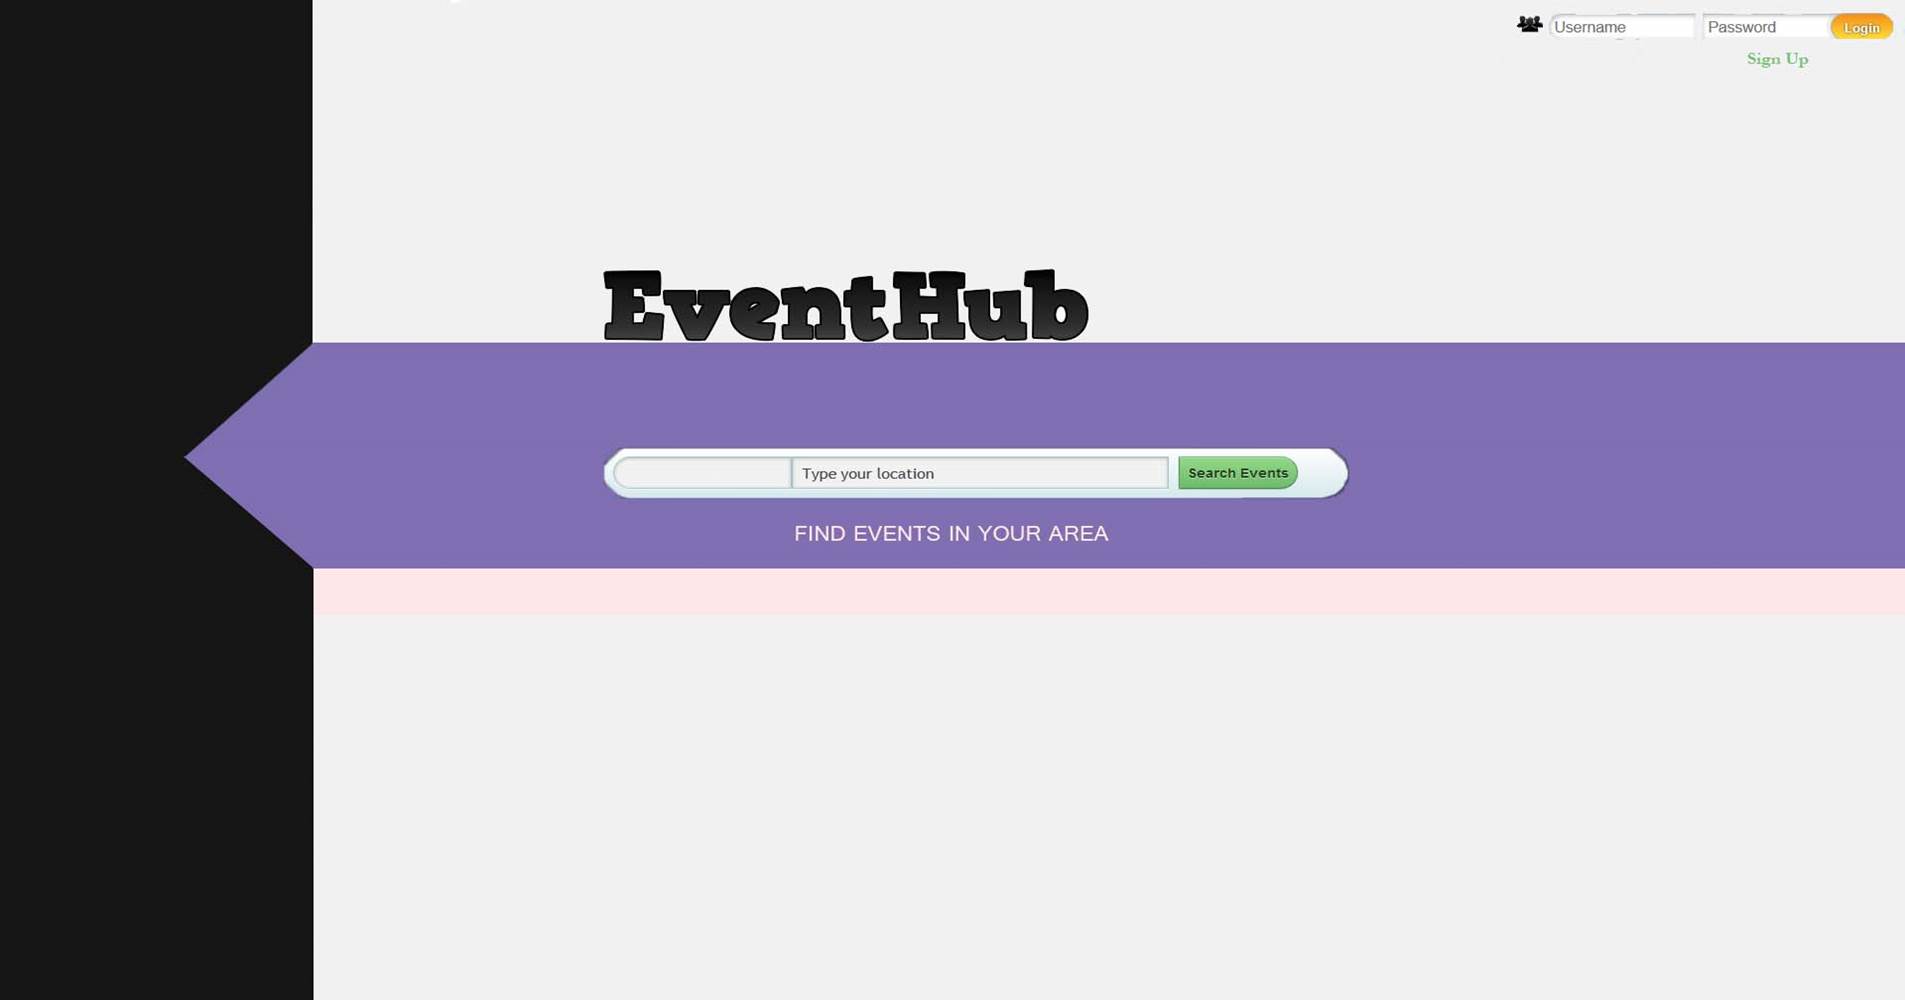 Username Password Login
Sign Up
EventHub
Type your location Search Events
FIND EVENTS IN YOUR AREA